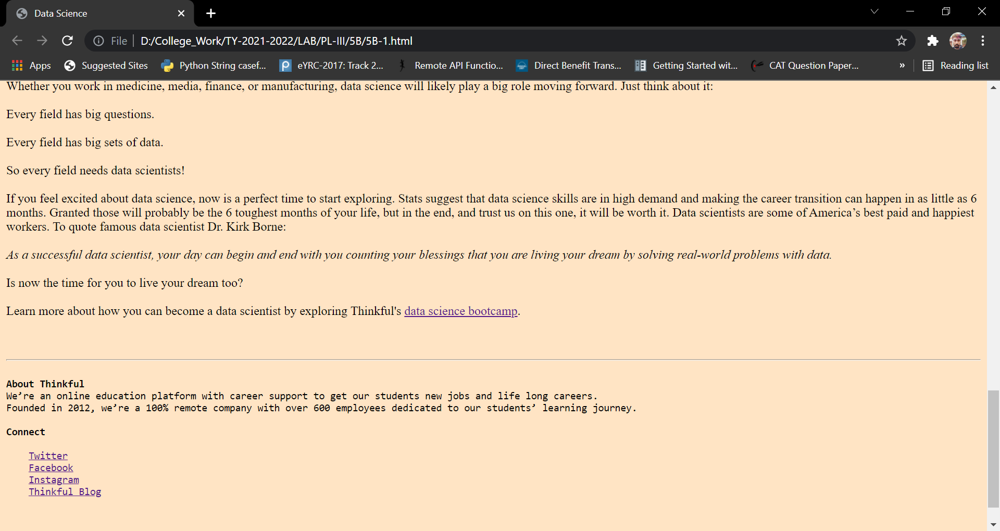 Data Science
File D:/College_Work/TY-2021-2022/LAB/PL-III/5B/5B-1.html
Apps Suggested Sites Python String casef... eYRC-2017: Track 2... Remote API Functio... Direct Benefit Trans... Getting Started wit... CAT Question Paper... » Reading list
Whether you work in medicine, media, finance, or manufacturing, data science will likely play a big role moving forward. Just think about it:
Every field has big questions.
Every field has big sets of data.
So every field needs data scientists!
If you feel excited about data science, now is a perfect time to start exploring. Stats suggest that data science skills are in high demand and making the career transition can happen in as little as 6
months. Granted those will probably be the 6 toughest months of your life, but in the end, and trust us on this one, it will be worth it. Data scientists are some of America’s best paid and happiest
workers. To quote famous data scientist Dr. Kirk Borne:
As a successful data scientist, your day can begin and end with you counting your blessings that you are living your dream by solving real-world problems with data.
Is now the time for you to live your dream too?
Learn more about how you can become a data scientist by exploring Thinkful's data science bootcamp.
About Thinkful
We’re an online education platform with career support to get our students new jobs and life long careers.
Founded in 2012, we’re a 100% remote company with over 600 employees dedicated to our students’ learning journey.
Connect
Twitter
Facebook
Instagram
Thinkful Blog